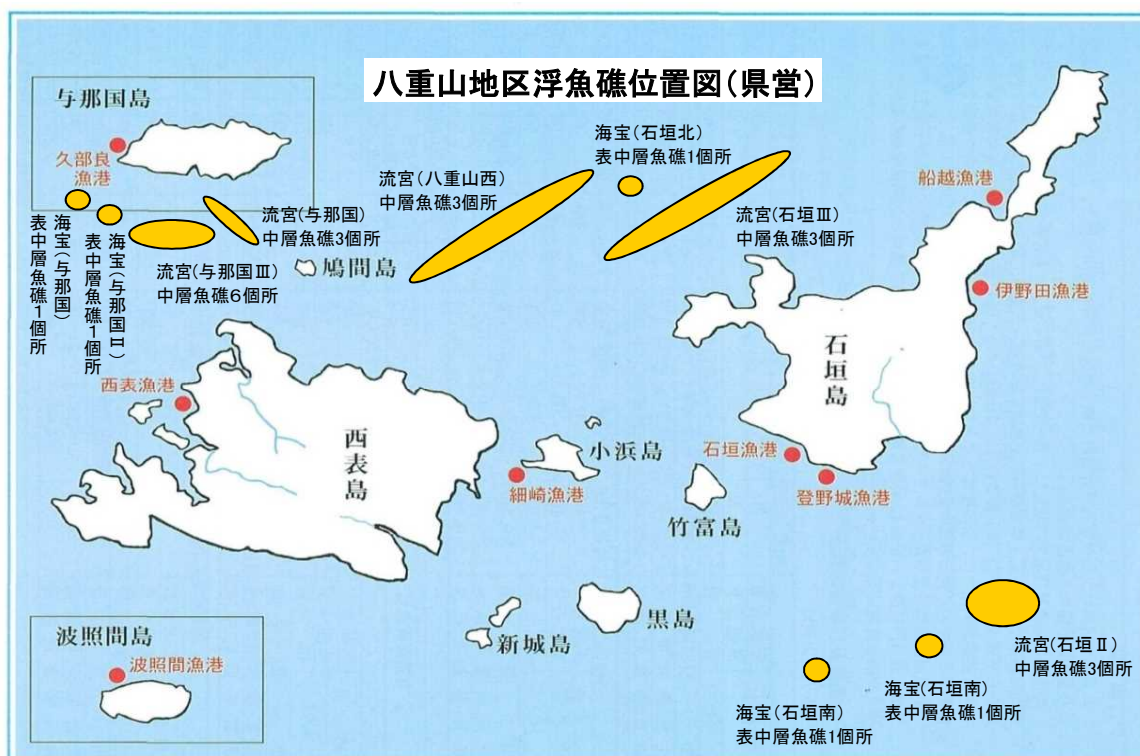 八重山地区浮魚礁位置図(県営)
与那国島
久部良
漁港
海宝(与那国)
表中層魚礁1個所
海宝(与那国Ⅱ)
表中層魚礁1個所
流宮(与那国)
中層魚礁3個所
流宮(与那国Ⅲ)
中層魚礁6個所
流宮(八重山西)
中層魚礁3個所
海宝(石垣北)
表中層魚礁1個所
流宮(石垣Ⅲ)
中層魚礁3個所
船越漁港
伊野田漁港
鳩間島
石垣島
西表漁港
西表島
小浜島
細崎漁港
石垣漁港
登野城漁港
竹富島
黒島
新城島
波照間島
波照間漁港
流宮(石垣Ⅱ)
中層魚礁3個所
海宝(石垣南)
表中層魚礁1個所
海宝(石垣南)
表中層魚礁1個所